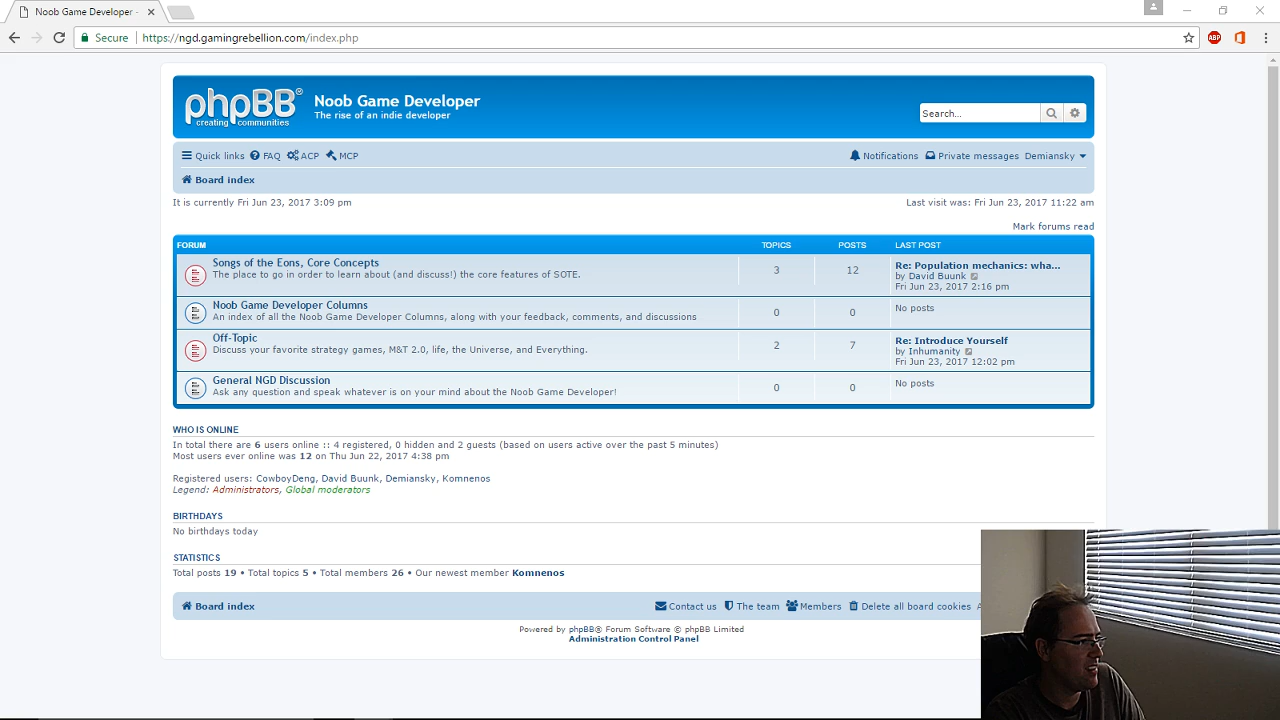 Noob Game Developer -
Secure https://ngd.gamingrebellion.com/index.php
ABP
phpBB®
creating communities
Noob Game Developer
The rise of an indie developer
Search...
Quick links FAQ ACP MCP
Notifications Private messages Demiansky
Board index
It is currently Fri Jun 23, 2017 3:09 pm
Last visit was: Fri Jun 23, 2017 11:22 am
Mark forums read
FORUM TOPICS POSTS LAST POST
Songs of the Eons, Core Concepts
The place to go in order to learn about (and discuss!) the core features of SOTE.
3 12
Re: Population mechanics: wha...
by David Buunk
Fri Jun 23, 2017 2:16 pm
Noob Game Developer Columns
An index of all the Noob Game Developer Columns, along with your feedback, comments, and discussions
0 0
No posts
Off-Topic
Discuss your favorite strategy games, M&T 2.0, life, the Universe, and Everything.
2 7
Re: Introduce Yourself
by Inhumanity
Fri Jun 23, 2017 12:02 pm
General NGD Discussion
Ask any question and speak whatever is on your mind about the Noob Game Developer!
0 0
No posts
WHO IS ONLINE
In total there are 6 users online :: 4 registered, 0 hidden and 2 guests (based on users active over the past 5 minutes)
Most users ever online was 12 on Thu Jun 22, 2017 4:38 pm
Registered users: CowboyDeng, David Buunk, Demiansky, Komnenos
Legend: Administrators, Global moderators
BIRTHDAYS
No birthdays today
STATISTICS
Total posts 19 • Total topics 5 • Total members 26 • Our newest member Komnenos
Board index
Contact us The team Members Delete all board cookies
Powered by phpBB® Forum Software © phpBB Limited
Administration Control Panel